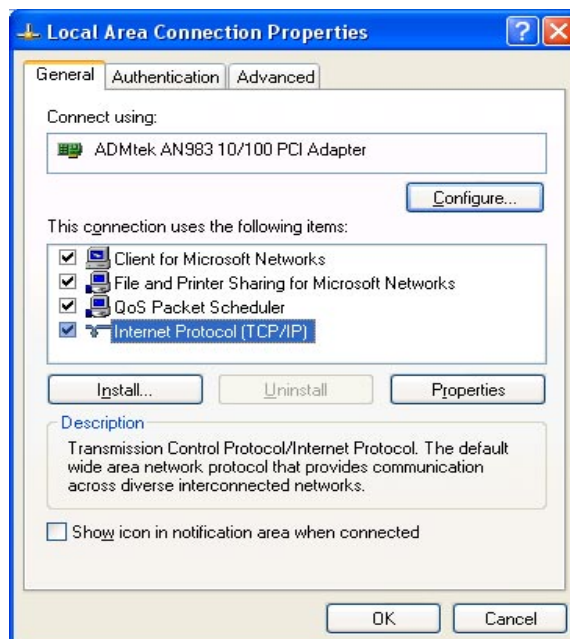 Local Area Connection Properties
General Authentication Advanced
Connect using:
ADMtek AN983 10/100 PCI Adapter
Configure...
This connection uses the following items:
Client for Microsoft Networks
File and Printer Sharing for Microsoft Networks
QoS Packet Scheduler
Internet Protocol (TCP/IP)
Install... Uninstall Properties
Description
Transmission Control Protocol/Internet Protocol. The default
wide area network protocol that provides communication
across diverse interconnected networks.
Show icon in notification area when connected
OK Cancel